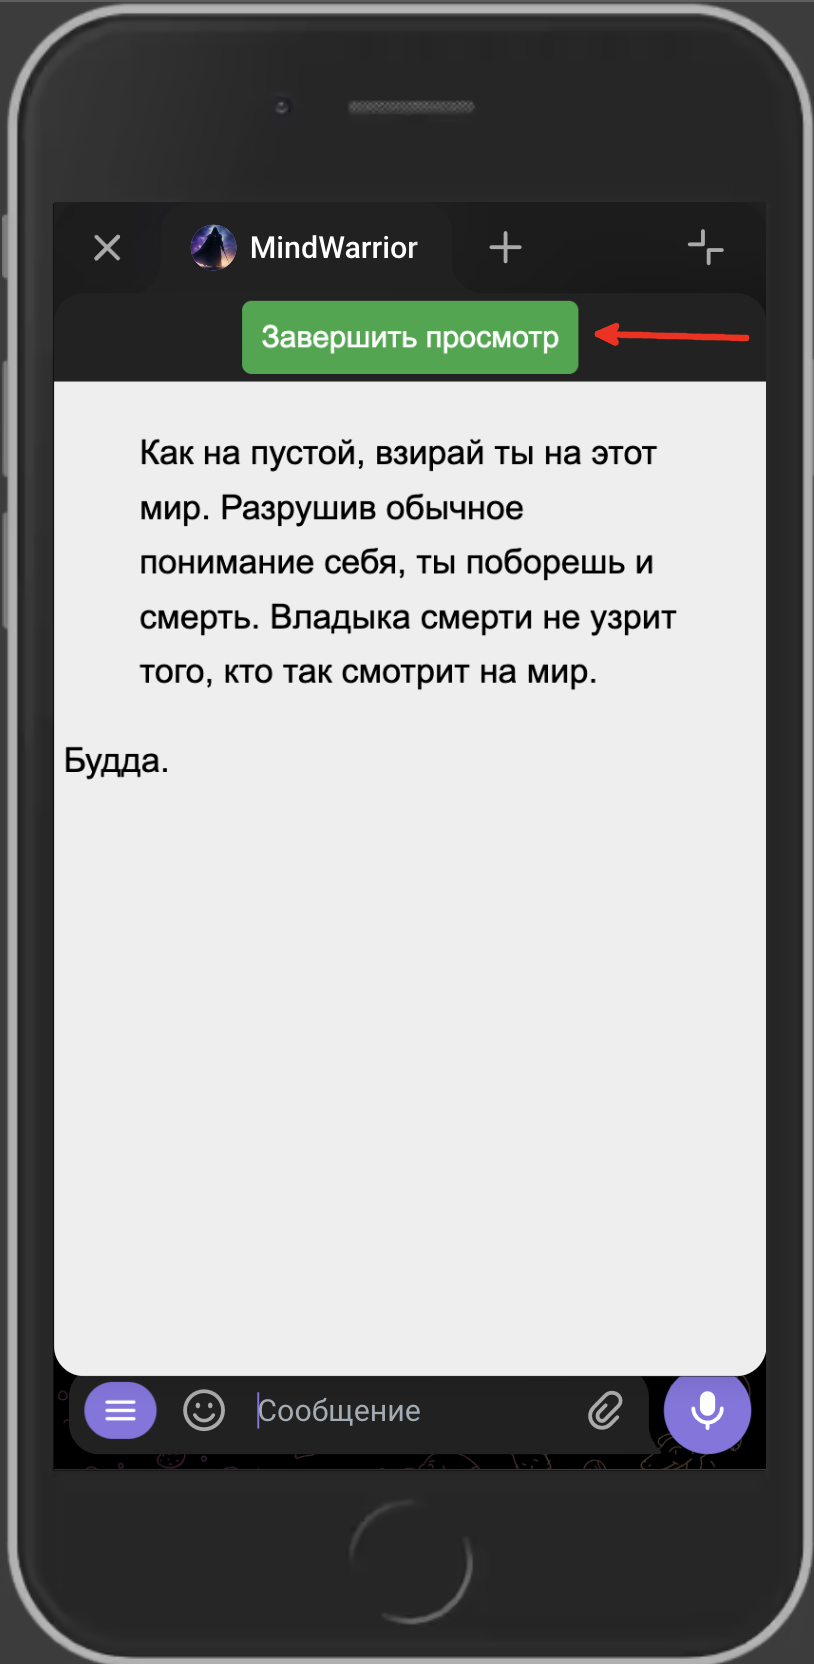 MindWarrior
Завершить просмотр
Как на пустой, взирай ты на этот
мир. Разрушив обычное
понимание себя, ты поборешь и
смерть. Владыка смерти не узрит
того, кто так смотрит на мир.
Будда.
Сообщение